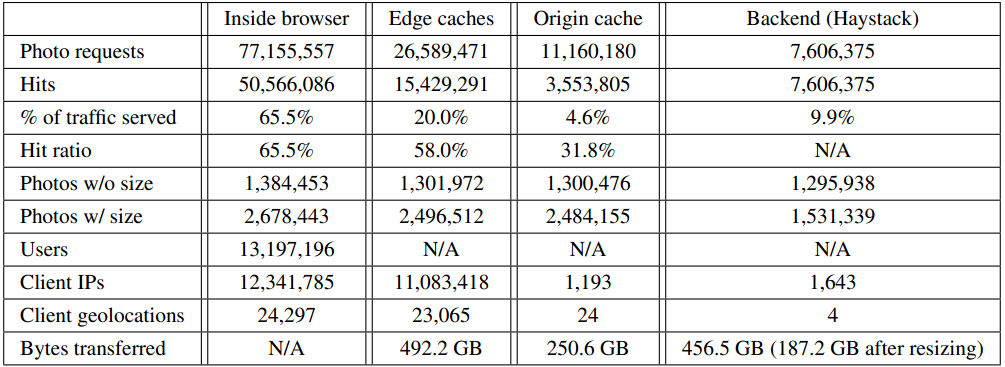 Inside browser Edge caches Origin cache Backend (Haystack)
Photo requests 77,155,557 26,589,471 11,160,180 7,606,375
Hits 50,566,086 15,429,291 3,553,805 7,606,375
% of traffic served 65.5% 20.0% 4.6% 9.9%
Hit ratio 65.5% 58.0% 31.8% N/A
Photos w/o size 1,384,453 1,301,972 1,300,476 1,295,938
Photos w/ size 2,678,443 2,496,512 2,484,155 1,531,339
Users 13,197,196 N/A N/A N/A
Client IPs 12,341,785 11,083,418 1,193 1,643
Client geolocations 24,297 23,065 24 4
Bytes transferred N/A 492.2 GB 250.6 GB 456.5 GB (187.2 GB after resizing)